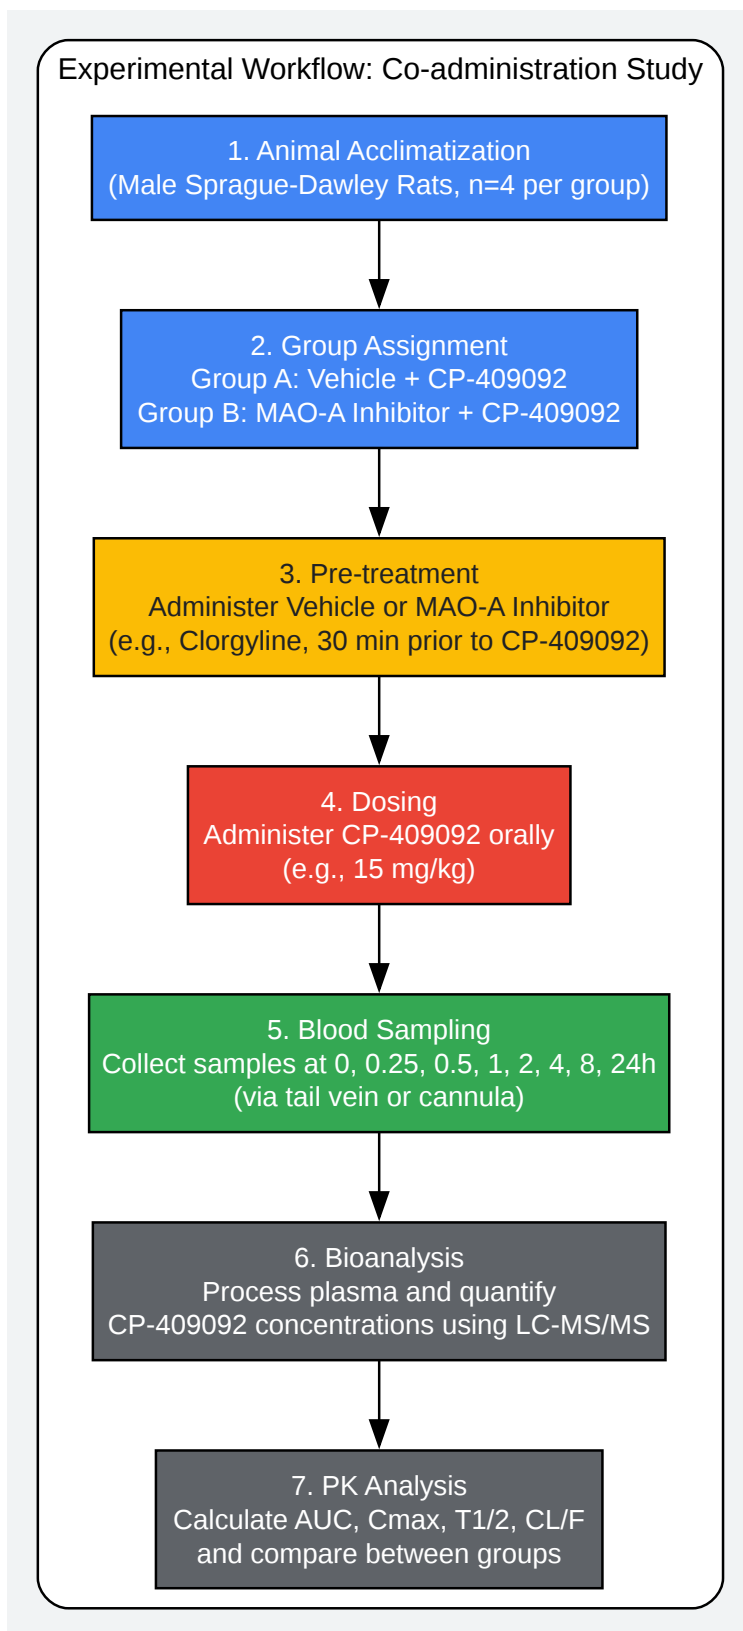 Experimental Workflow: Co-administration Study
1. Animal Acclimatization
(Male Sprague-Dawley Rats, n=4 per group)
2. Group Assignment
Group A: Vehicle + CP-409092
Group B: MAO-A Inhibitor + CP-409092
3. Pre-treatment
Administer Vehicle or MAO-A Inhibitor
(e.g., Clorgyline, 30 min prior to CP-409092)
4. Dosing
Administer CP-409092 orally
(e.g., 15 mg/kg)
5. Blood Sampling
Collect samples at 0, 0.25, 0.5, 1, 2, 4, 8, 24h
(via tail vein or cannula)
6. Bioanalysis
Process plasma and quantify
CP-409092 concentrations using LC-MS/MS
7. PK Analysis
Calculate AUC, Cmax, T1/2, CL/F
and compare between groups